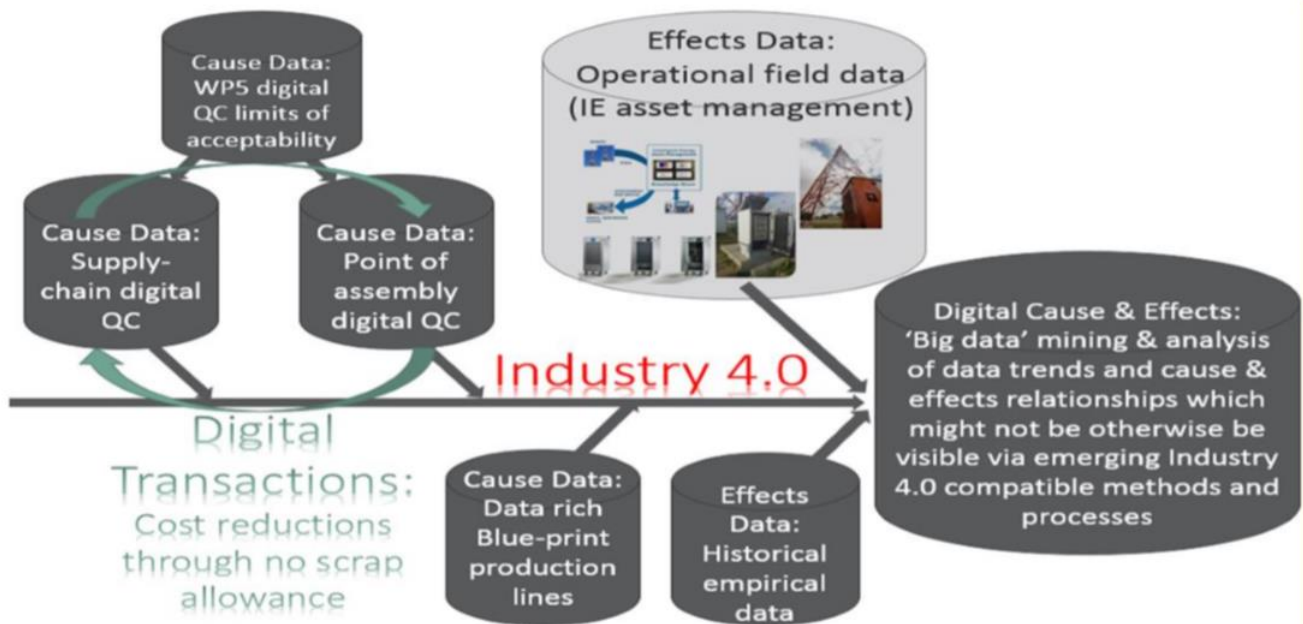 Cause Data:
WP5 digital
QC limits of
acceptability
Effects Data:
Operational field data
(IE asset management)
Cause Data:
Supply-
chain digital
QC
Cause Data:
Point of
assembly
digital QC
Industry 4.0
Digital Cause & Effects:
‘Big data’ mining & analysis
of data trends and cause &
effects relationships which
might not be otherwise be
visible via emerging Industry
4.0 compatible methods and
processes
Digital
Transactions:
Cost reductions
through no scrap
allowance
Cause Data:
Data rich
Blue-print
production
lines
Effects
Data:
Historical
empirical
data